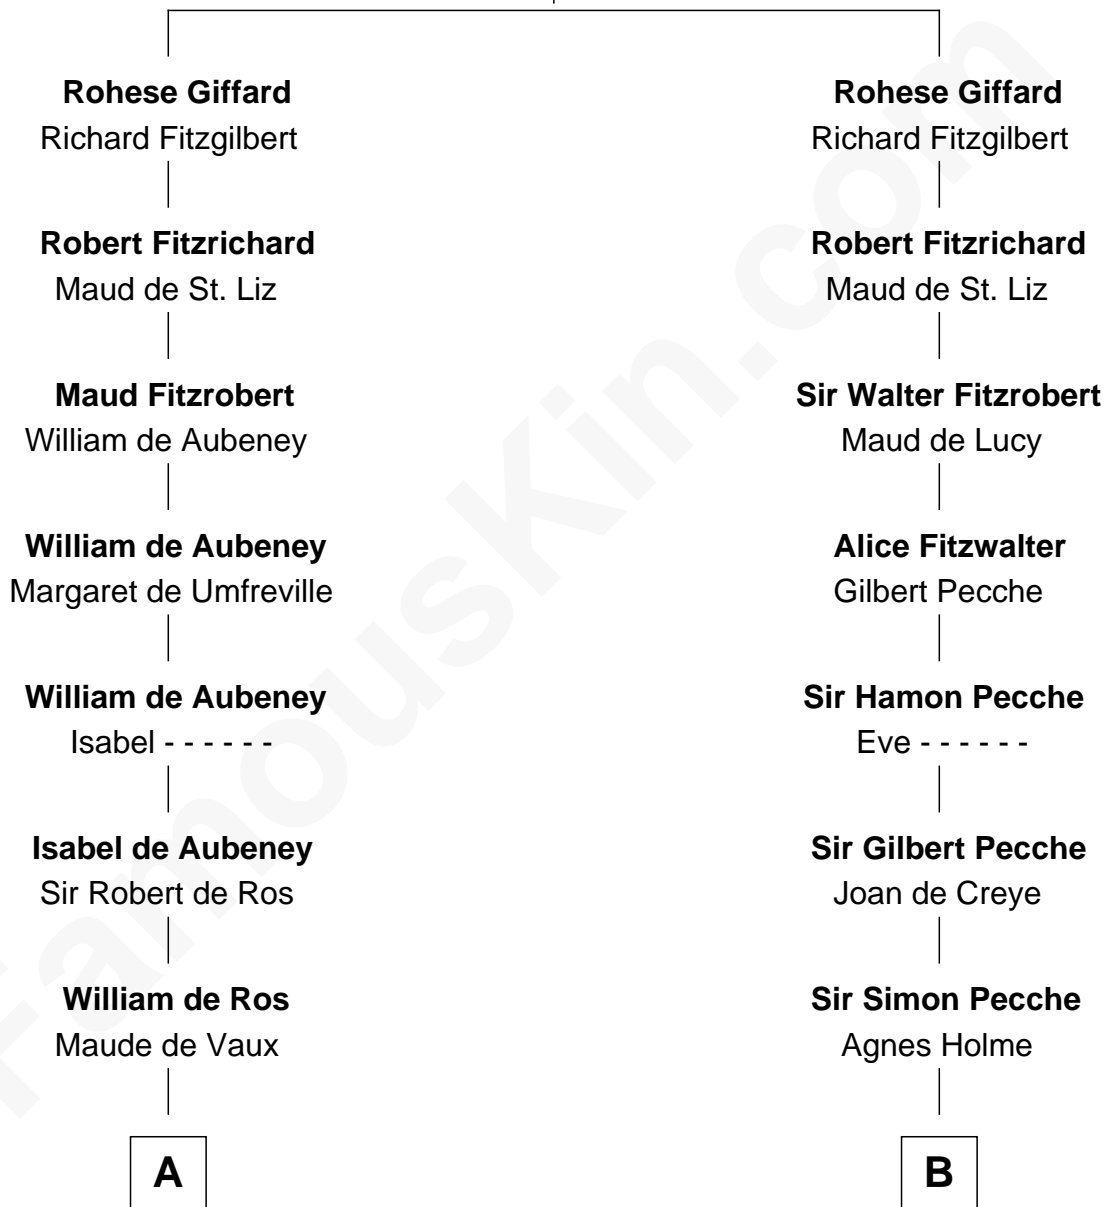 Rohese Giffard
Richard Fitzgilbert
Robert Fitzrichard
Maud de St. Liz
Maud Fitzrobert
William de Aubeney
William de Aubeney
Margaret de Umfreville
William de Aubeney
Isabel - - - - - -
Isabel de Aubeney
Sir Robert de Ros
William de Ros
Maude de Vaux
A
Rohese Giffard
Richard Fitzgilbert
Robert Fitzrichard
Maud de St. Liz
Sir Walter Fitzrobert
Maud de Lucy
Alice Fitzwalter
Gilbert Pecche
Sir Hamon Pecche
Eve - - - - - -
Sir Gilbert Pecche
Joan de Creye
Sir Simon Pecche
Agnes Holme
B
FamousKin.com